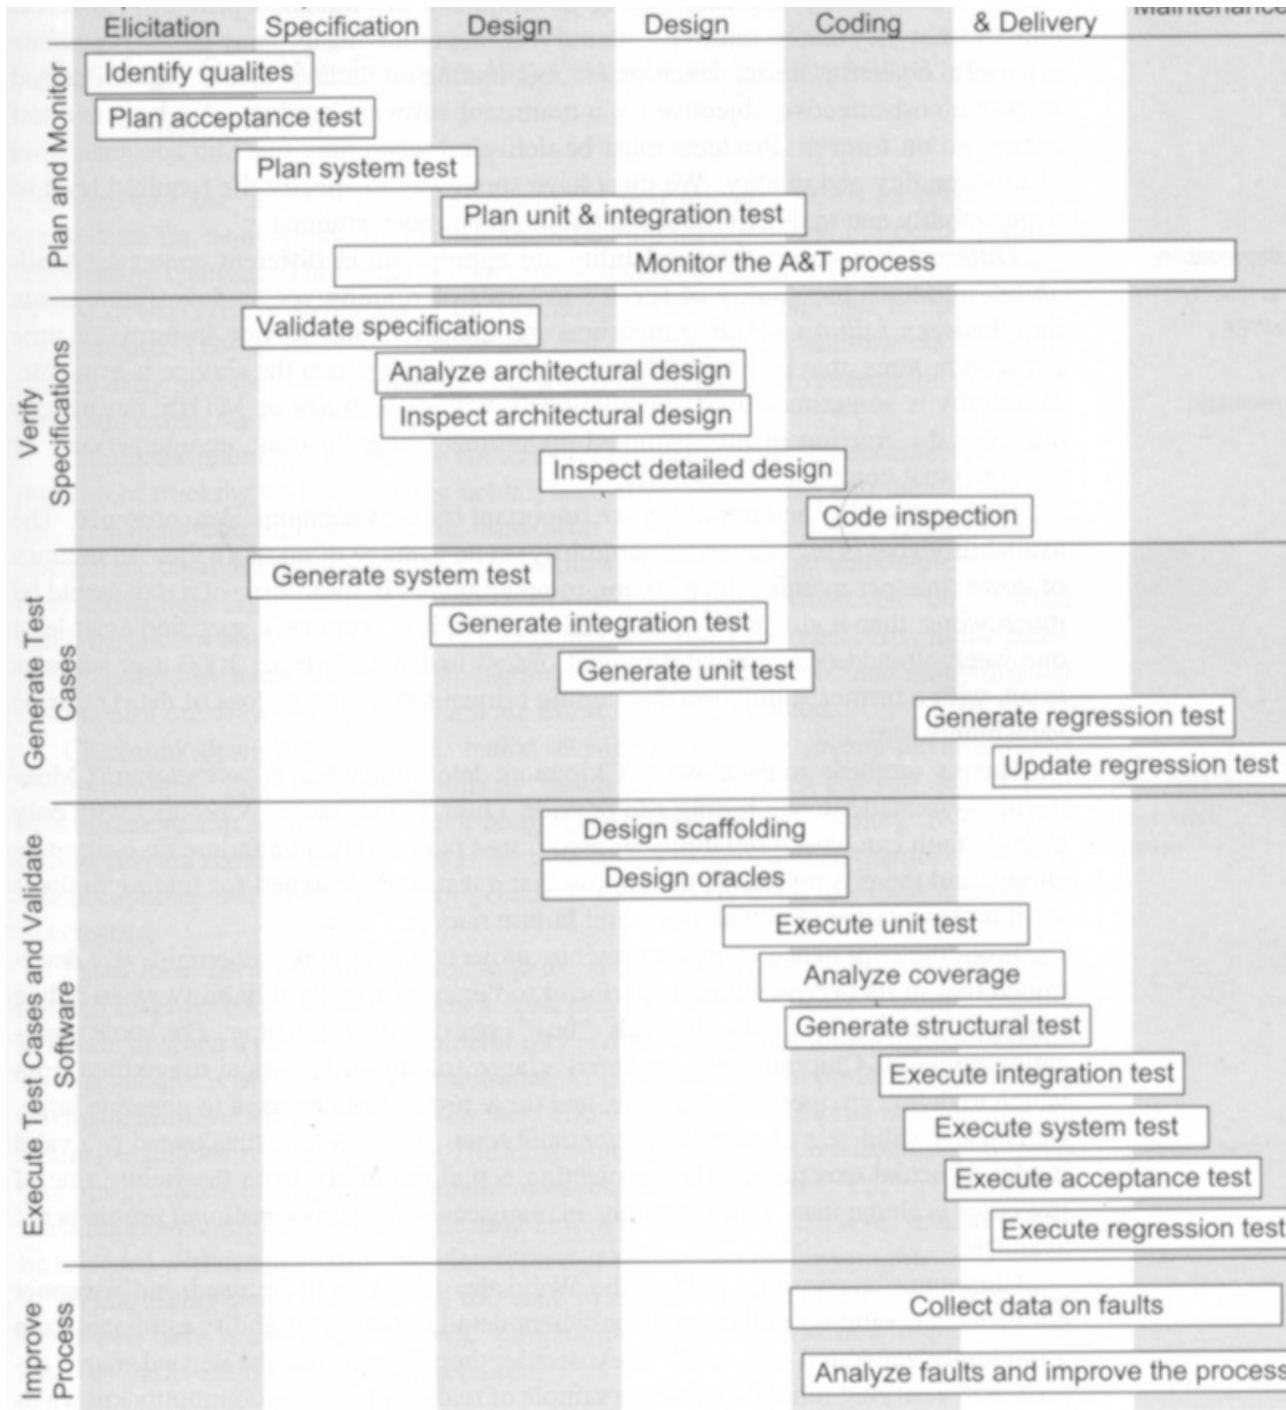 Elicitation Specification Design Design Coding & Delivery Maintenance
Plan and Monitor
Identify qualites
Plan acceptance test
Plan system test
Plan unit & integration test
Monitor the A&T process
Verify
Specifications
Validate specifications
Analyze architectural design
Inspect architectural design
Inspect detailed design
Code inspection
Generate Test
Cases
Generate system test
Generate integration test
Generate unit test
Generate regression test
Update regression test
Execute Test Cases and Validate
Software
Design scaffolding
Design oracles
Execute unit test
Analyze coverage
Generate structural test
Execute integration test
Execute system test
Execute acceptance test
Execute regression test
Improve
Process
Collect data on faults
Analyze faults and improve the process